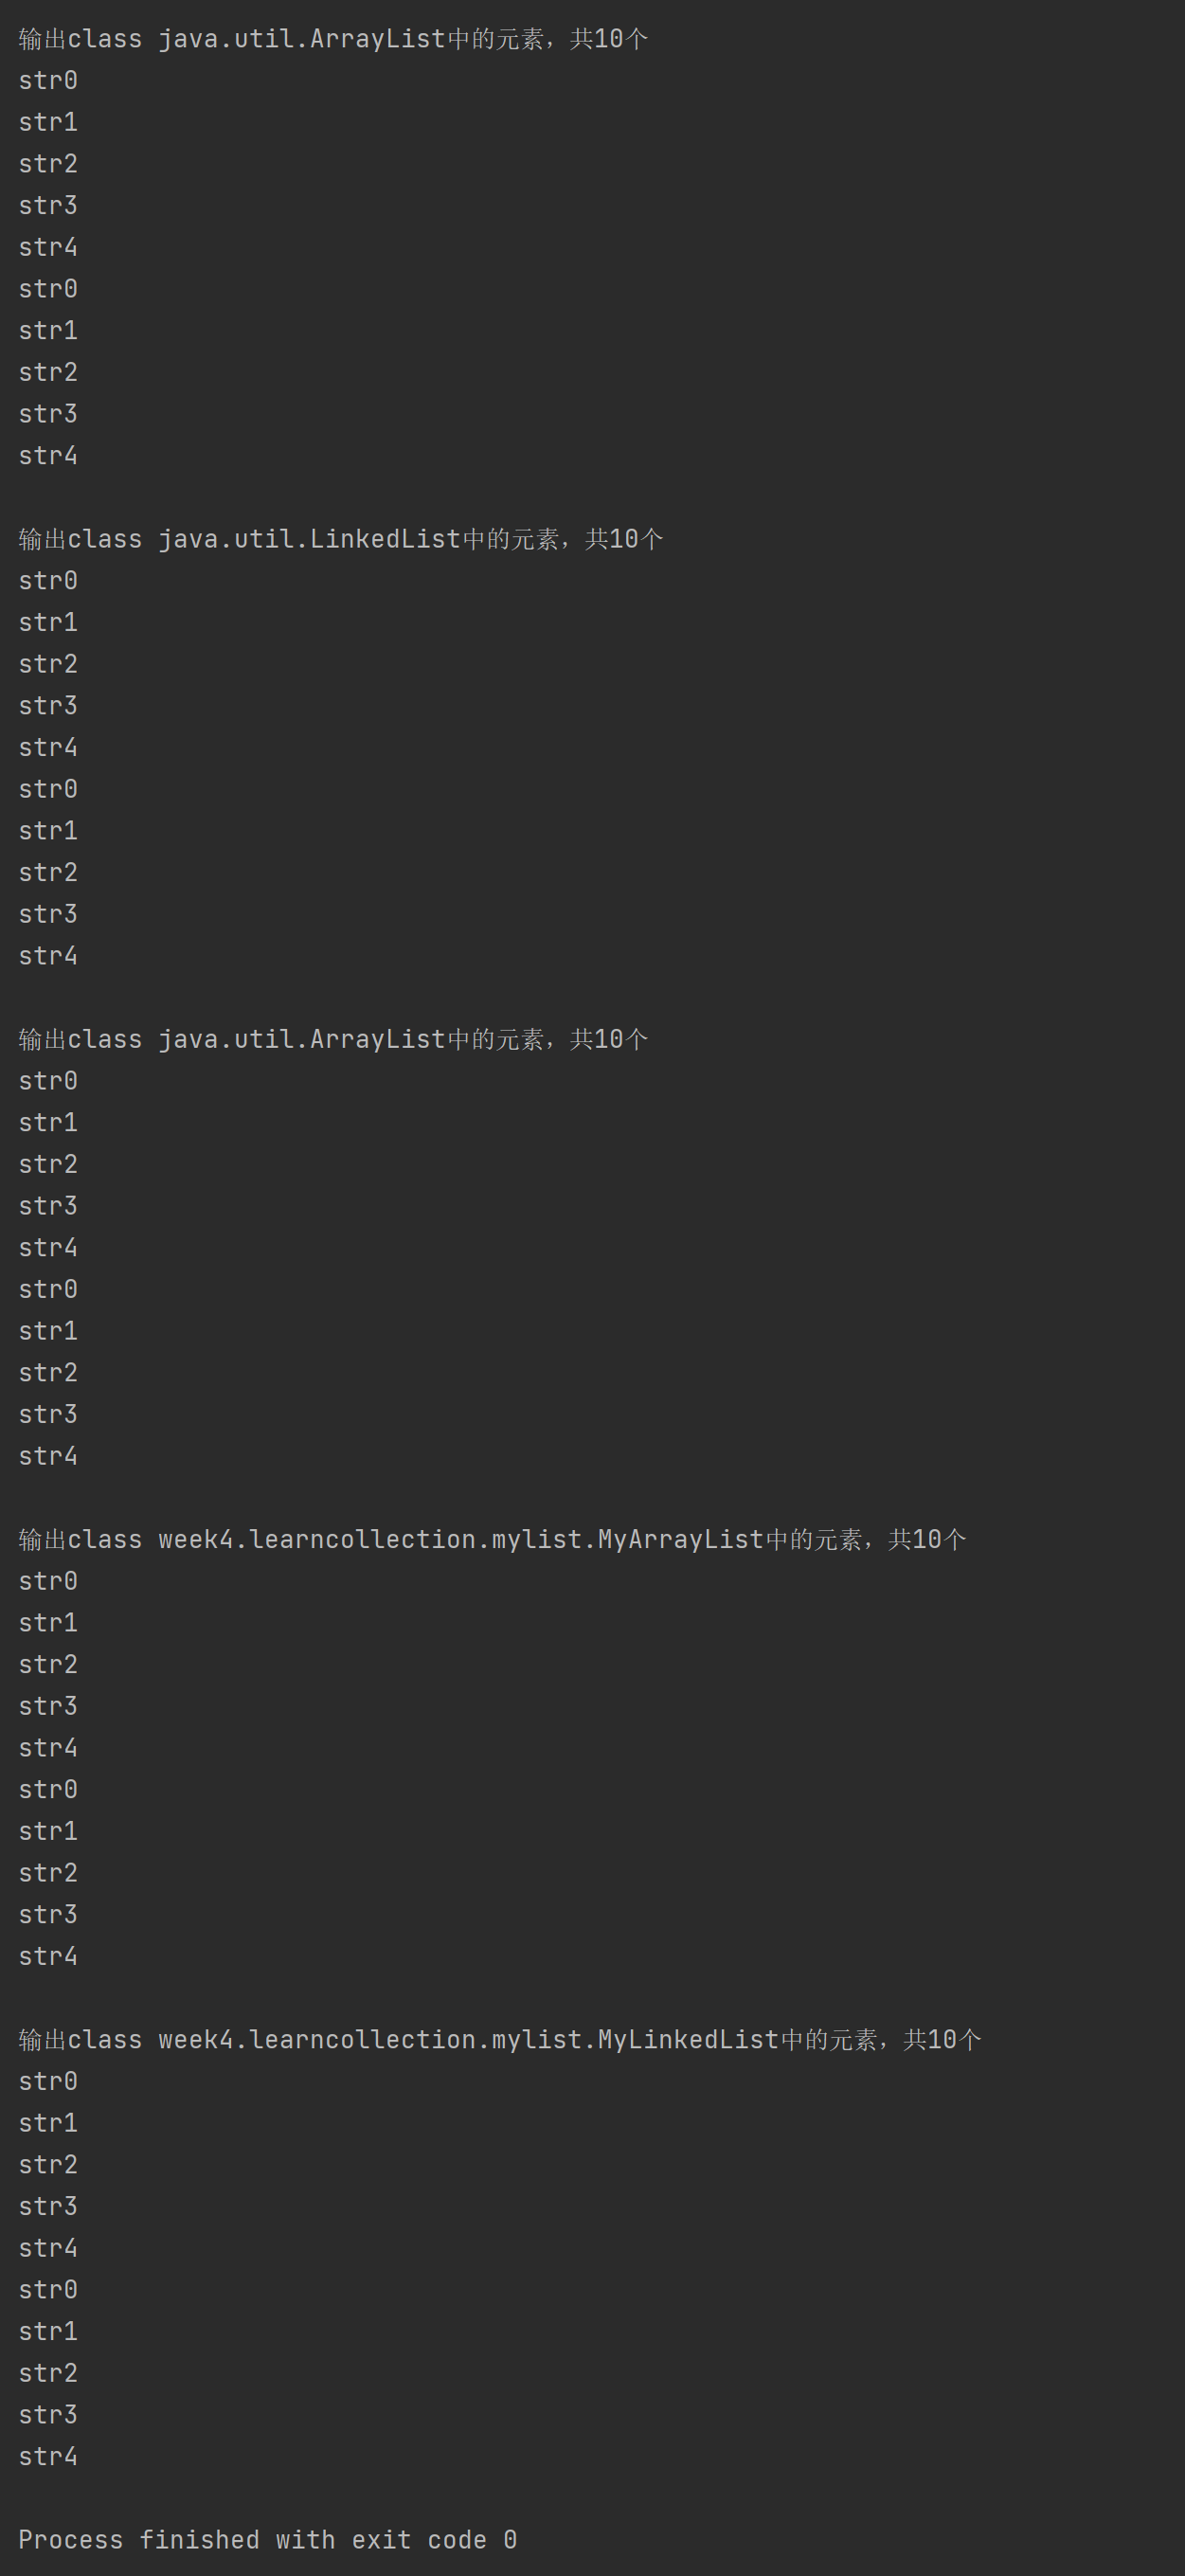 输出class java.util.ArrayList中的元素，共10个
str0
str1
str2
str3
str4
str0
str1
str2
str3
str4
输出class java.util.LinkedList中的元素，共10个
str0
str1
str2
str3
str4
str0
str1
str2
str3
str4
输出class java.util.ArrayList中的元素，共10个
str0
str1
str2
str3
str4
str0
str1
str2
str3
str4
输出class week4.learncollection.mylist.MyArrayList中的元素，共10个
str0
str1
str2
str3
str4
str0
str1
str2
str3
str4
输出class week4.learncollection.mylist.MyLinkedList中的元素，共10个
str0
str1
str2
str3
str4
str0
str1
str2
str3
str4
Process finished with exit code 0